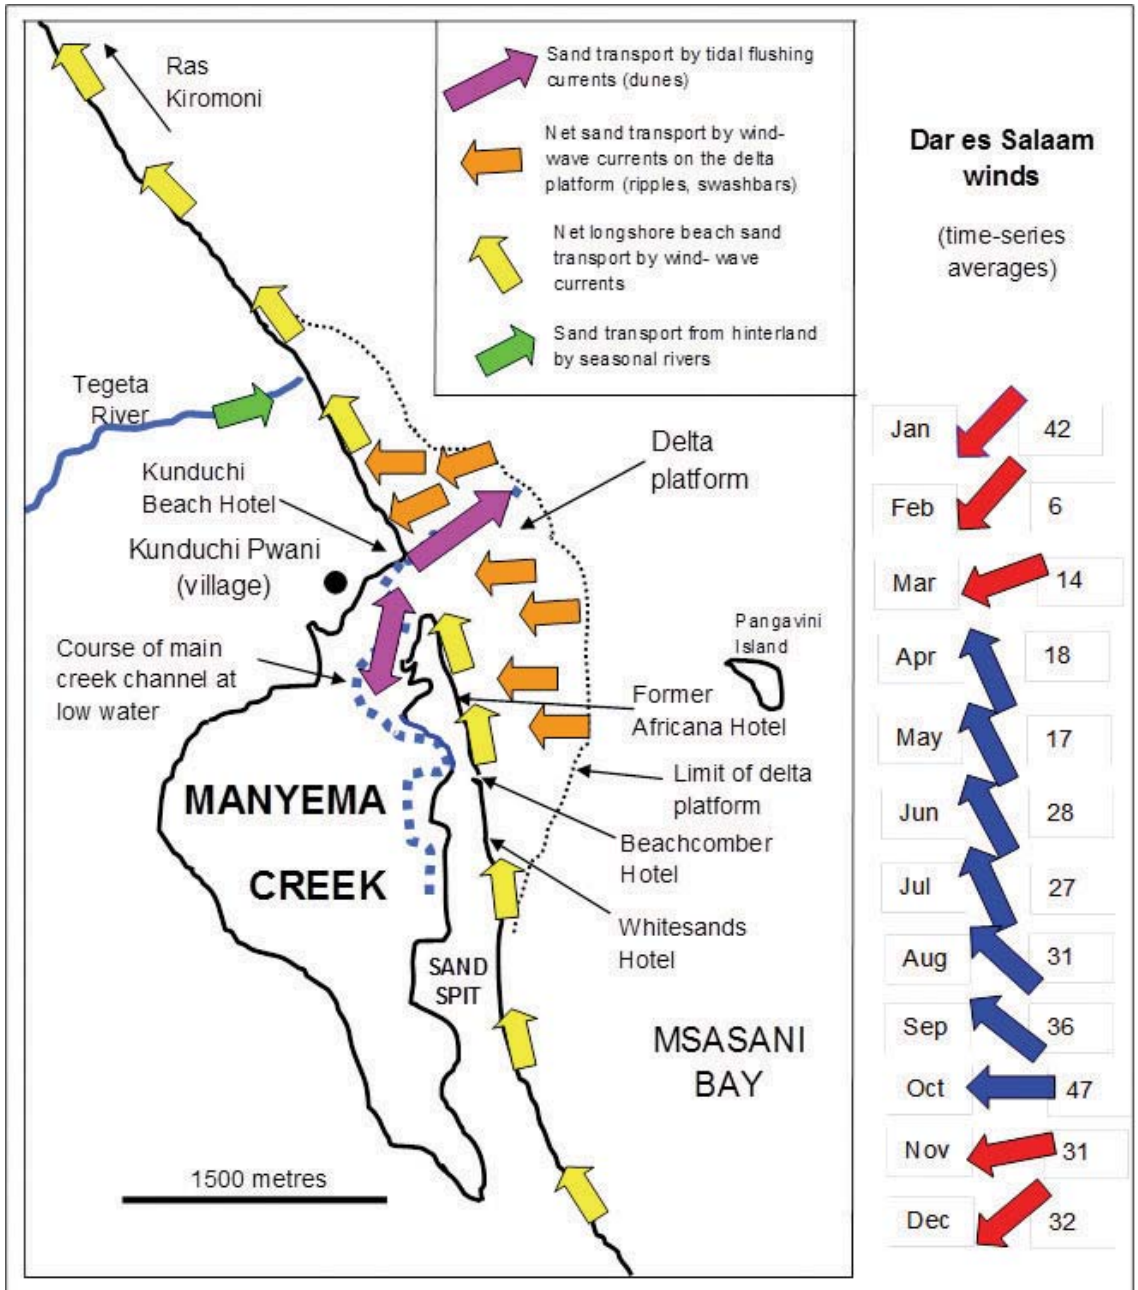 Ras
Kiromoni
Sand transport by tidal flushing
currents (dunes)
Net sand transport by wind-
wave currents on the delta
platform (ripples, swashbars)
Net longshore beach sand
transport by wind- wave
currents
Sand transport from hinterland
by seasonal rivers
Tegeta
River
Kunduchi
Beach Hotel
Kunduchi Pwani
(village)
Course of main
creek channel at
low water
Delta
platform
Pangavini
Island
Former
Africana Hotel
Limit of delta
platform
Beachcomber
Hotel
Whitesands
Hotel
MANYEMA
CREEK
SAND
SPIT
MSASANI
BAY
1500 metres
Dar es Salaam
winds
(time-series
averages)
Jan 42
Feb 6
Mar 14
Apr 18
May 17
Jun 28
Jul 27
Aug 31
Sep 36
Oct 47
Nov 31
Dec 32